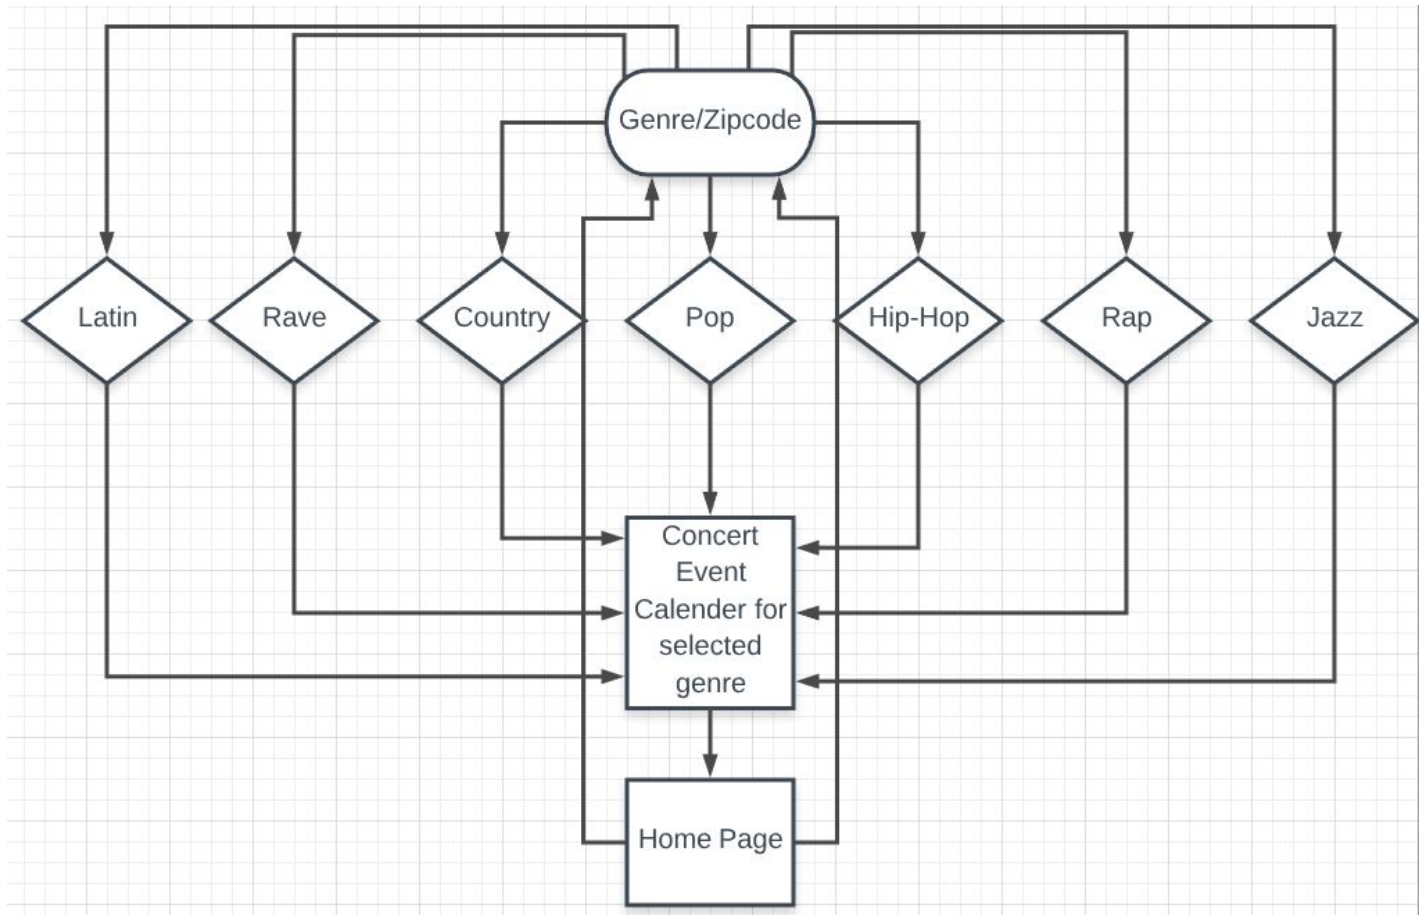 Genre/Zipcode
Latin
Rave
Country
Pop
Hip-Hop
Rap
Jazz
Concert
Event
Calender for
selected
genre
Home Page